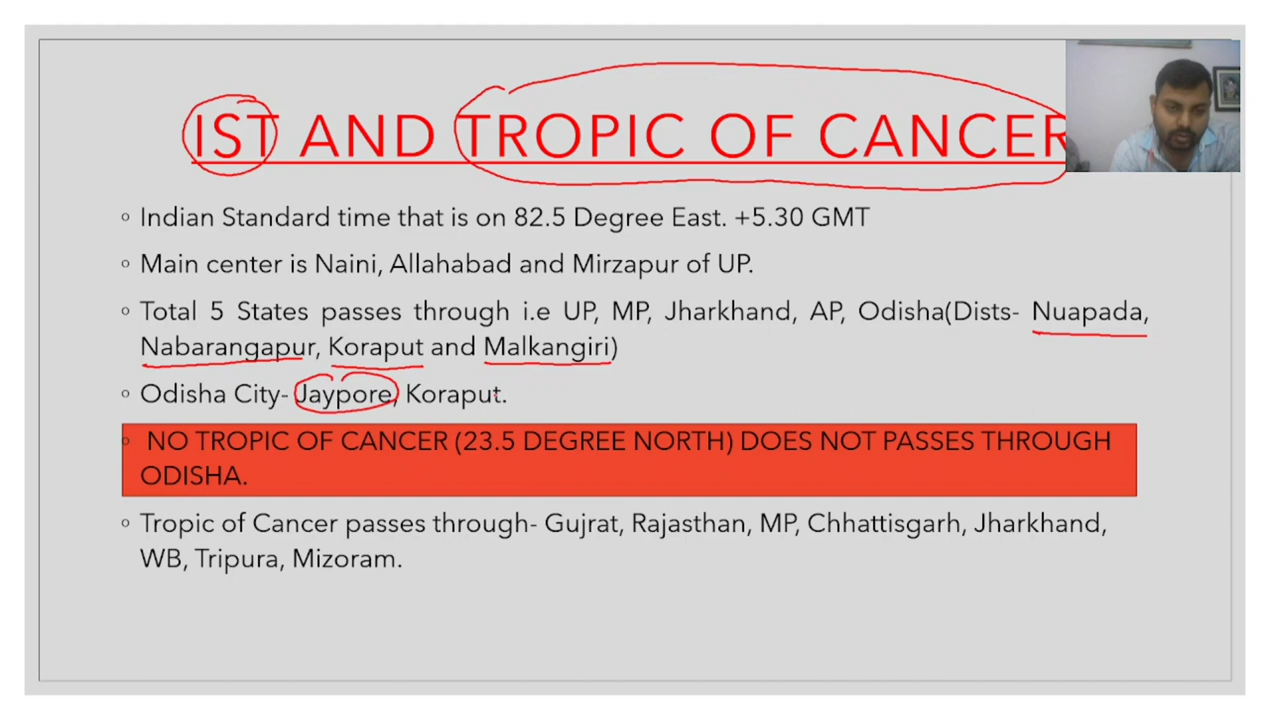 IST AND TROPIC OF CANCER
◦ Indian Standard time that is on 82.5 Degree East. +5.30 GMT
◦ Main center is Naini, Allahabad and Mirzapur of UP.
◦ Total 5 States passes through i.e UP, MP, Jharkhand, AP, Odisha(Dists- Nuapada,
Nabarangapur, Koraput and Malkangiri)
◦ Odisha City- Jaypore, Koraput.
◦ NO TROPIC OF CANCER (23.5 DEGREE NORTH) DOES NOT PASSES THROUGH
ODISHA.
◦ Tropic of Cancer passes through- Gujrat, Rajasthan, MP, Chhattisgarh, Jharkhand,
WB, Tripura, Mizoram.